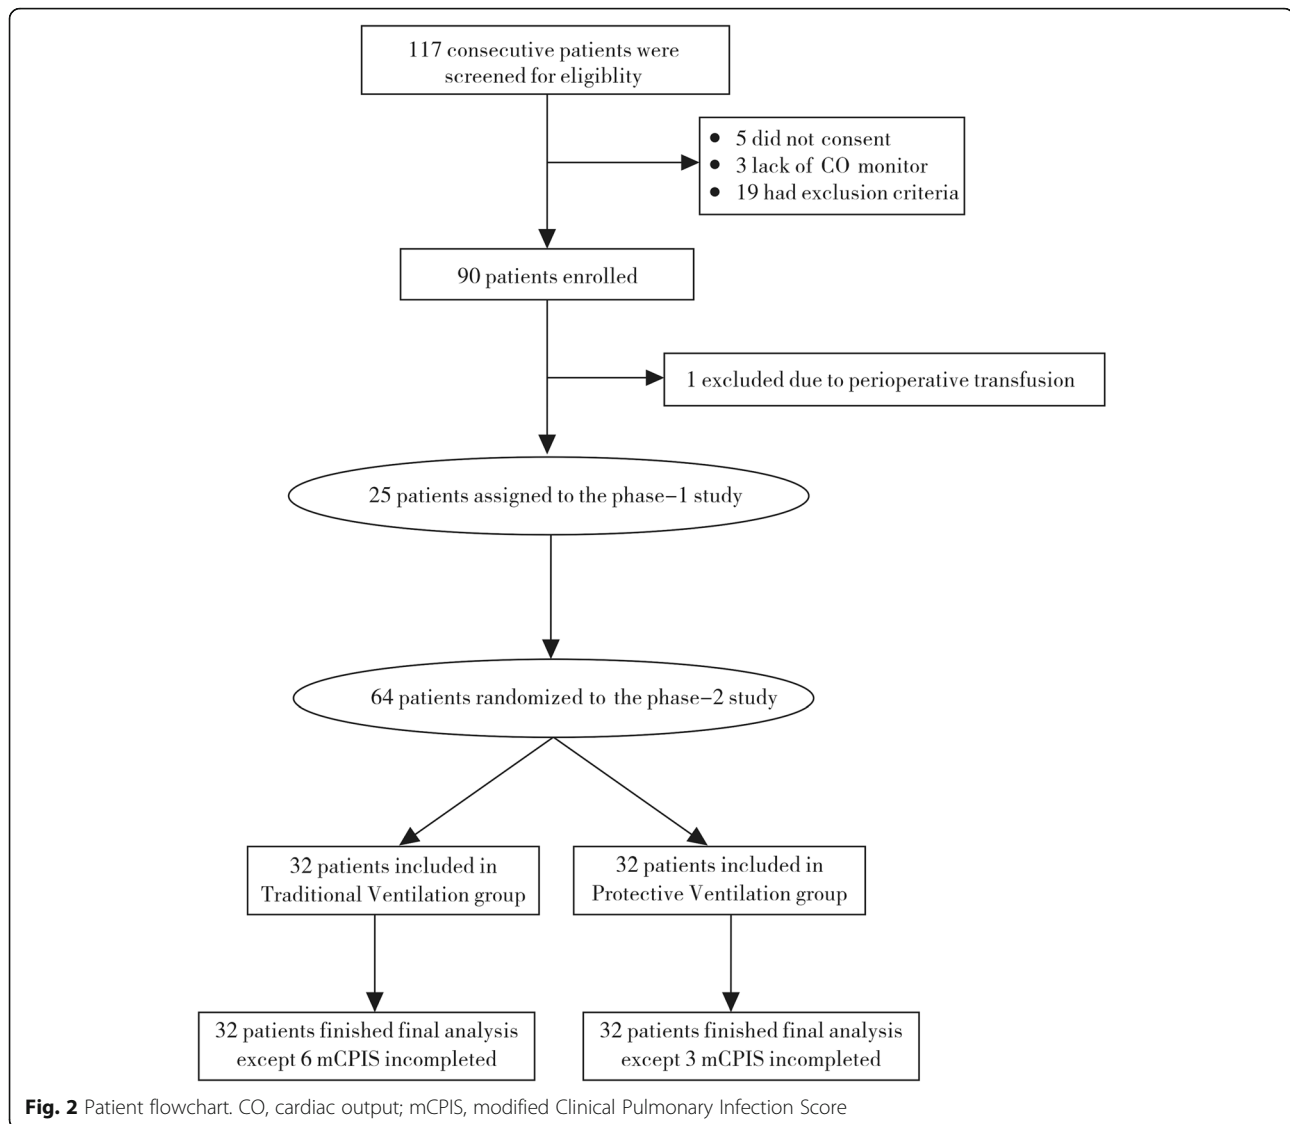 117 consecutive patients were
screened for eligiblity
● 5 did not consent
● 3 lack of CO monitor
● 19 had exclusion criteria
90 patients enrolled
1 excluded due to perioperative transfusion
25 patients assigned to the phase−1 study
64 patients randomized to the phase−2 study
32 patients included in
Traditional Ventilation group
32 patients included in
Protective Ventilation group
32 patients finished final analysis
except 6 mCPIS incompleted
32 patients finished final analysis
except 3 mCPIS incompleted
Fig. 2 Patient flowchart. CO, cardiac output; mCPIS, modified Clinical Pulmonary Infection Score